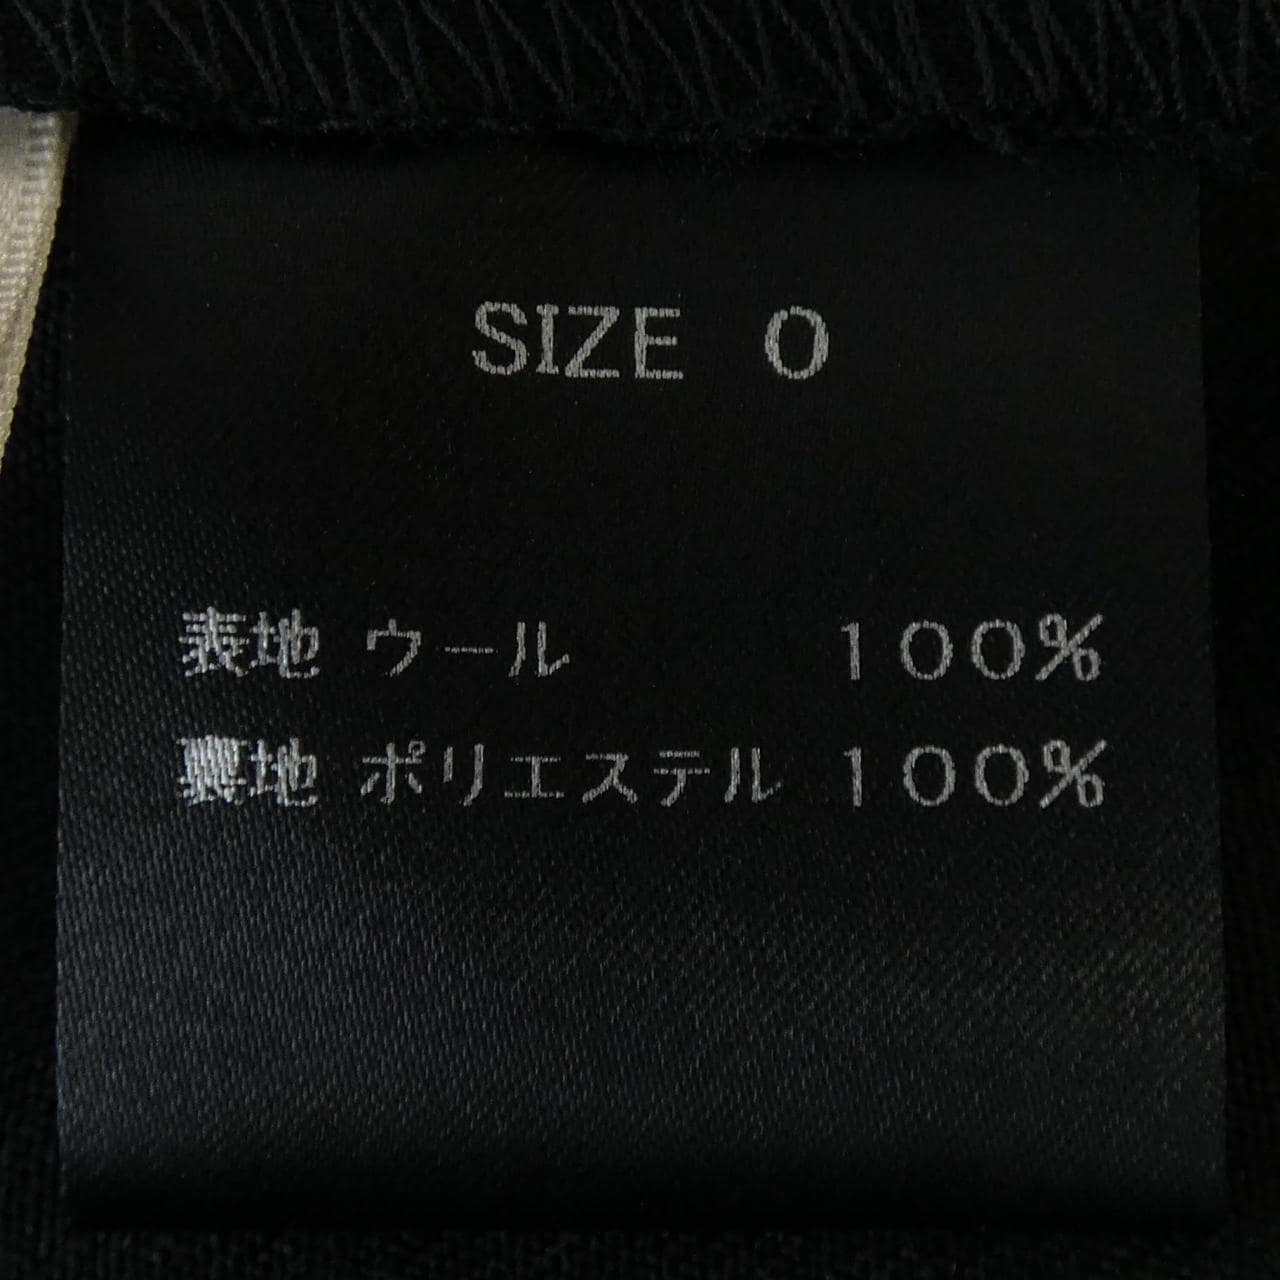 SIZE 0
表地 ウール 100%
裏地 ポリエステル 100%